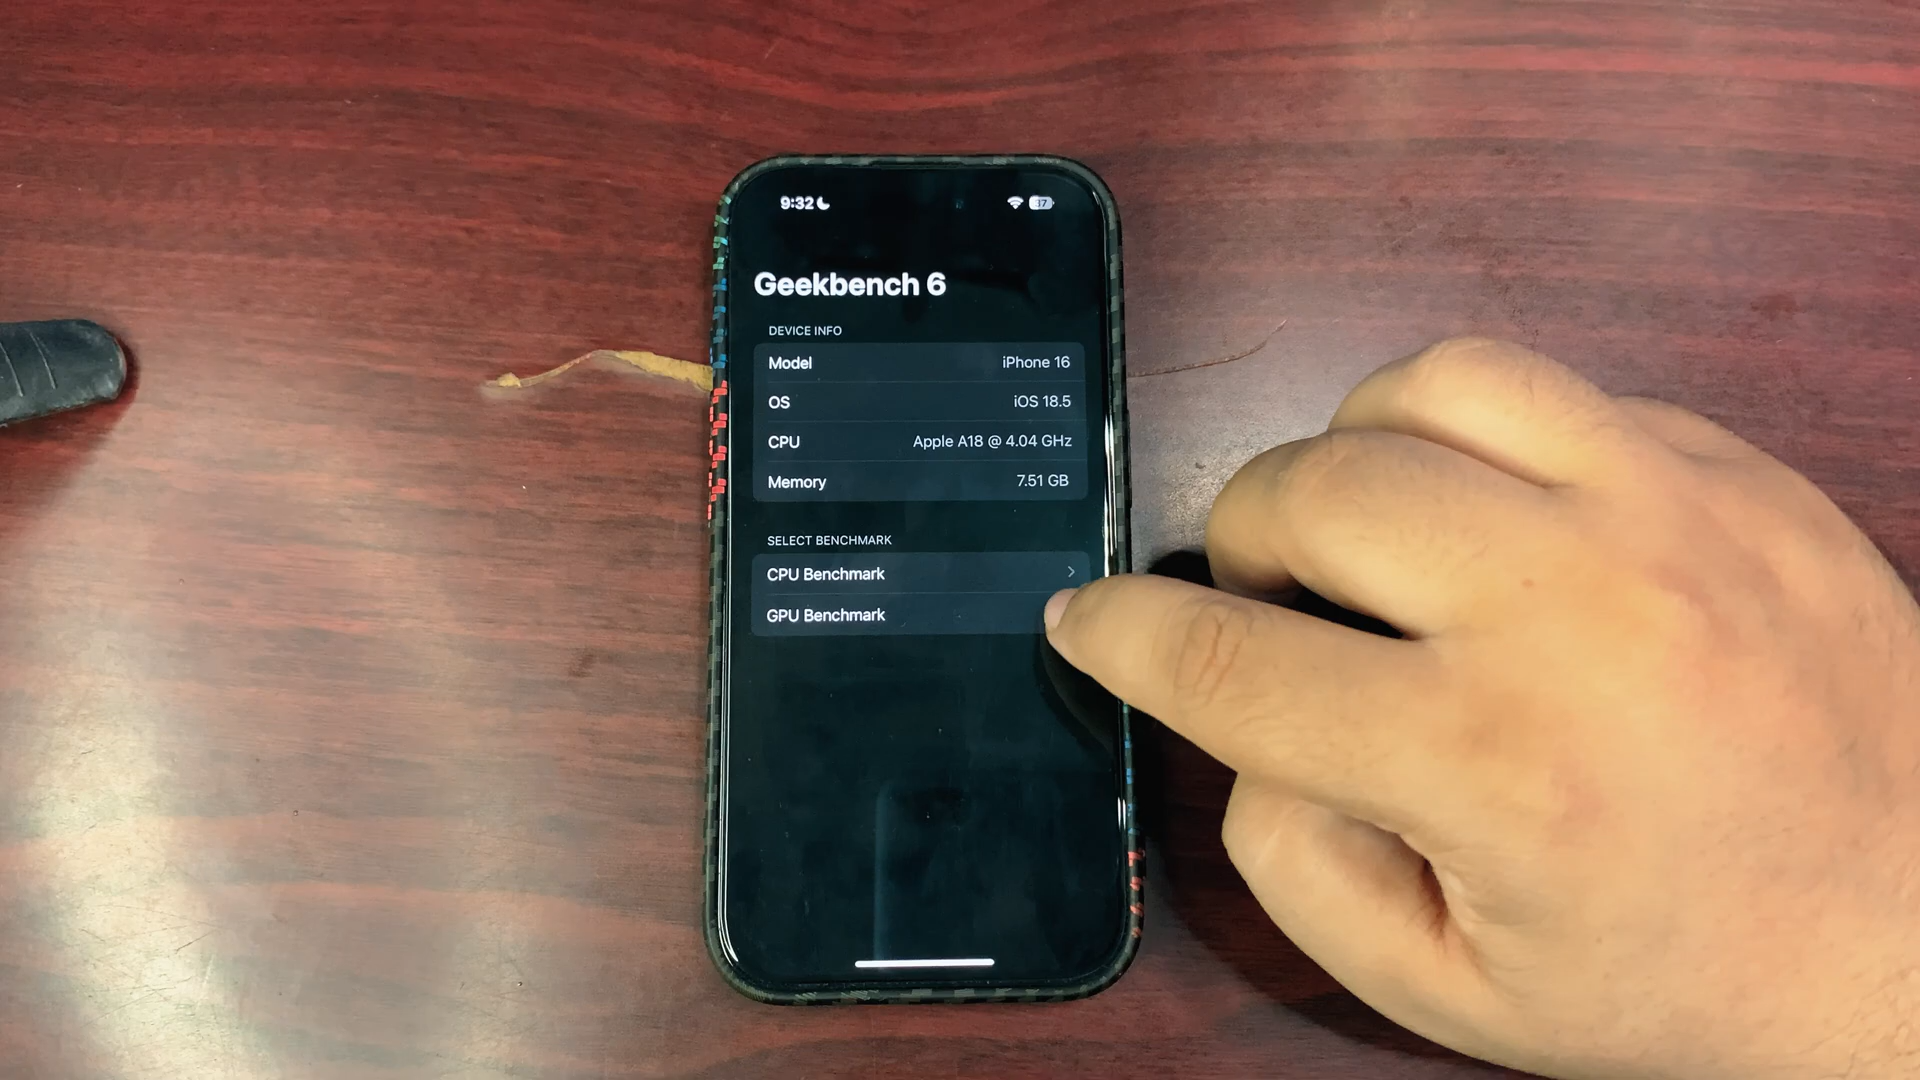 9:32
37
Geekbench 6
DEVICE INFO
Model iPhone 16
OS iOS 18.5
CPU Apple A18 @ 4.04 GHz
Memory 7.51 GB
SELECT BENCHMARK
CPU Benchmark
GPU Benchmark